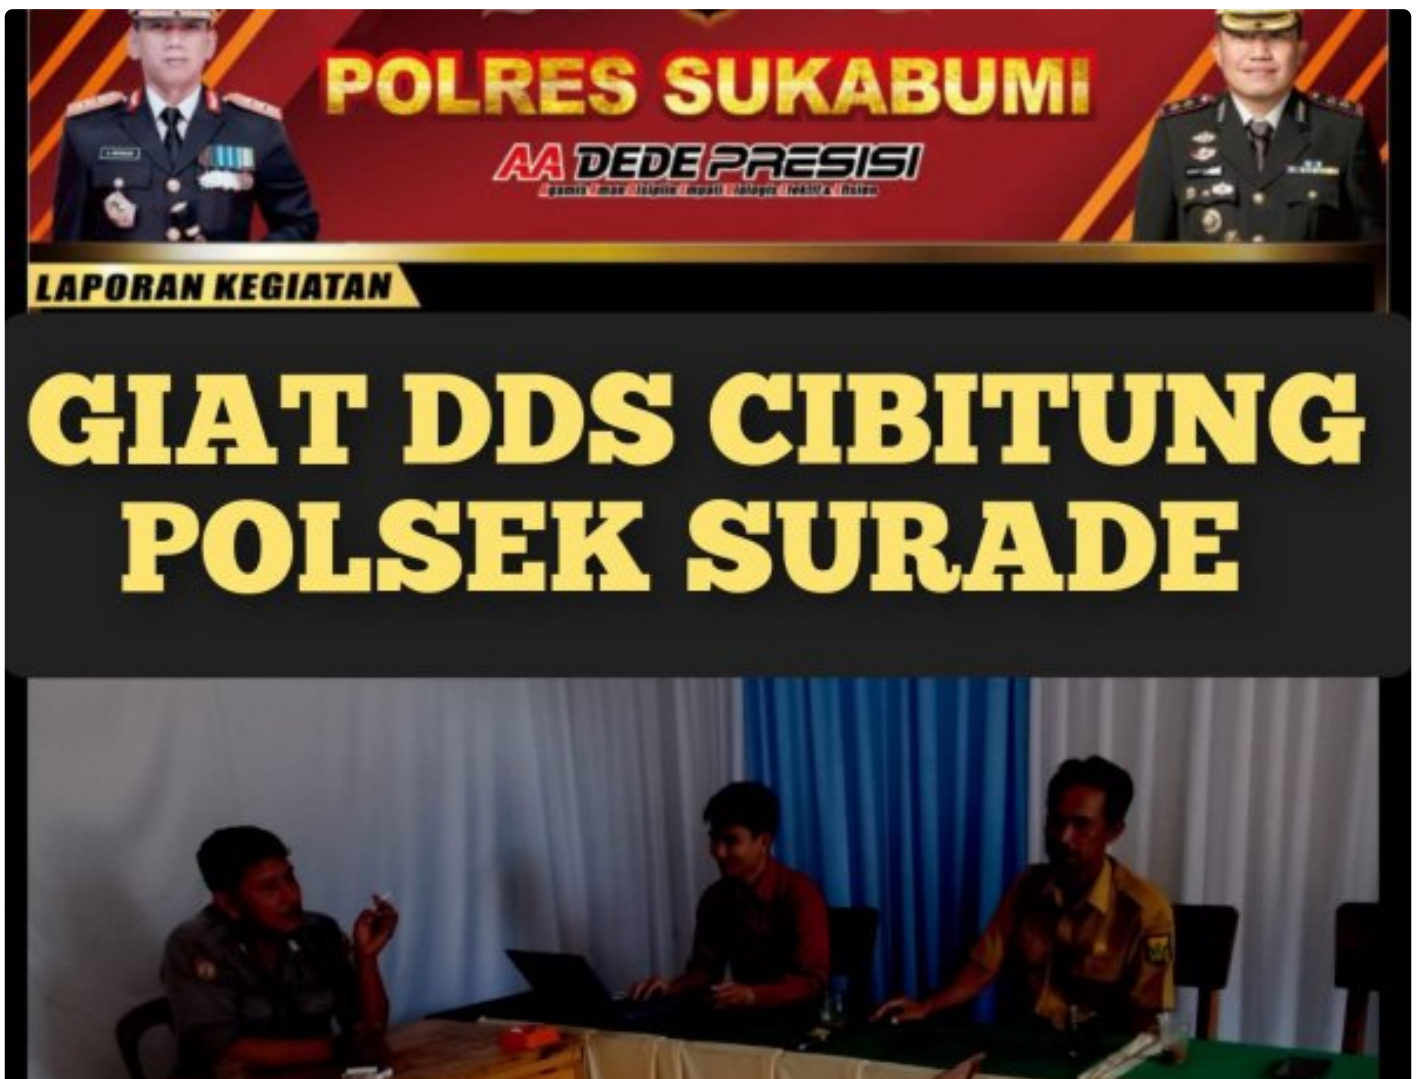 POLRES SUKABUMI
AA DEDE PRESISI
LAPORAN KEGIATAN
GIAT DDS CIBITUNG
POLSEK SURADE